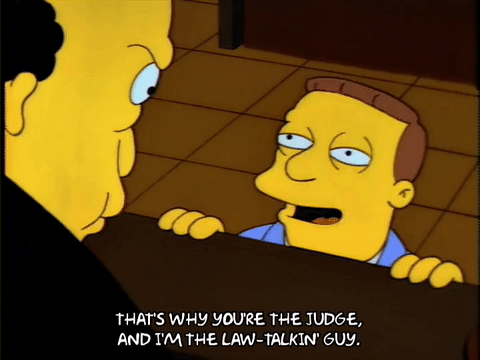 THAT'S WHY YOU'RE THE JUDGE,
AND I'M THE LAW-TALKIN' GUY.